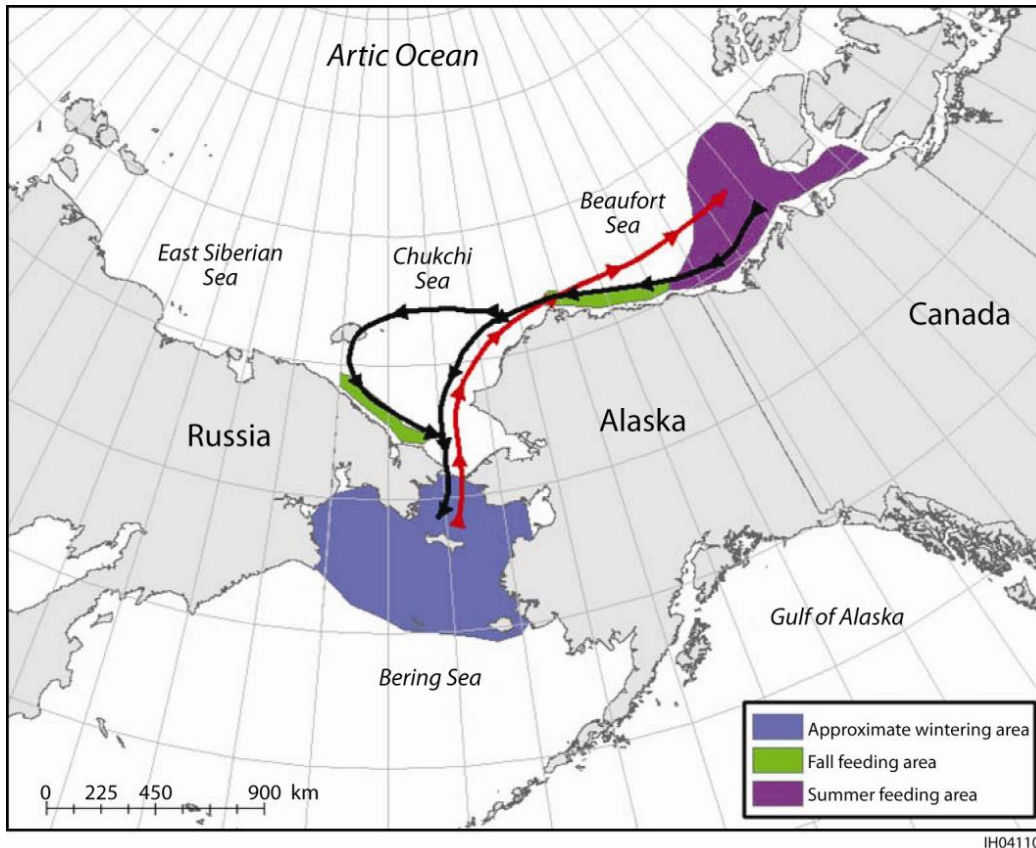 Artic Ocean
Beaufort
Sea
East Siberian
Sea
Chukchi
Sea
Canada
Russia
Alaska
Gulf of Alaska
Bering Sea
Approximate wintering area
Fall feeding area
Summer feeding area
0 225 450 900 km
IH04110